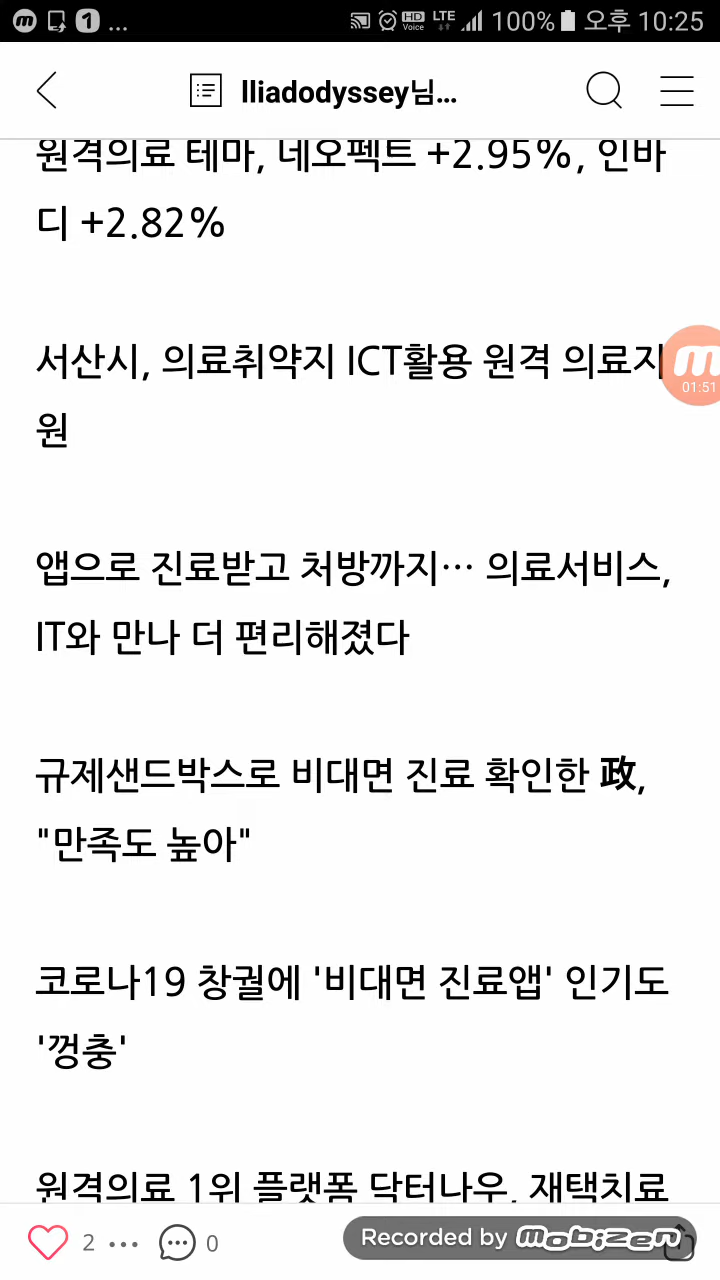 1 ... HD Voice LTE 100% 오후 10:25
Iliadodyssey님...
원격의료 테마, 네오펙트 +2.95%, 인바
디 +2.82%
서산시, 의료취약지 ICT활용 원격 의료지
원
01:51
앱으로 진료받고 처방까지… 의료서비스,
IT와 만나 더 편리해졌다
규제샌드박스로 비대면 진료 확인한 政,
"만족도 높아"
코로나19 창궐에 '비대면 진료앱' 인기도
'껑충'
원격의료 1위 플랫폼 닥터나우, 재택치료
2 ... 0
Recorded by mobizen